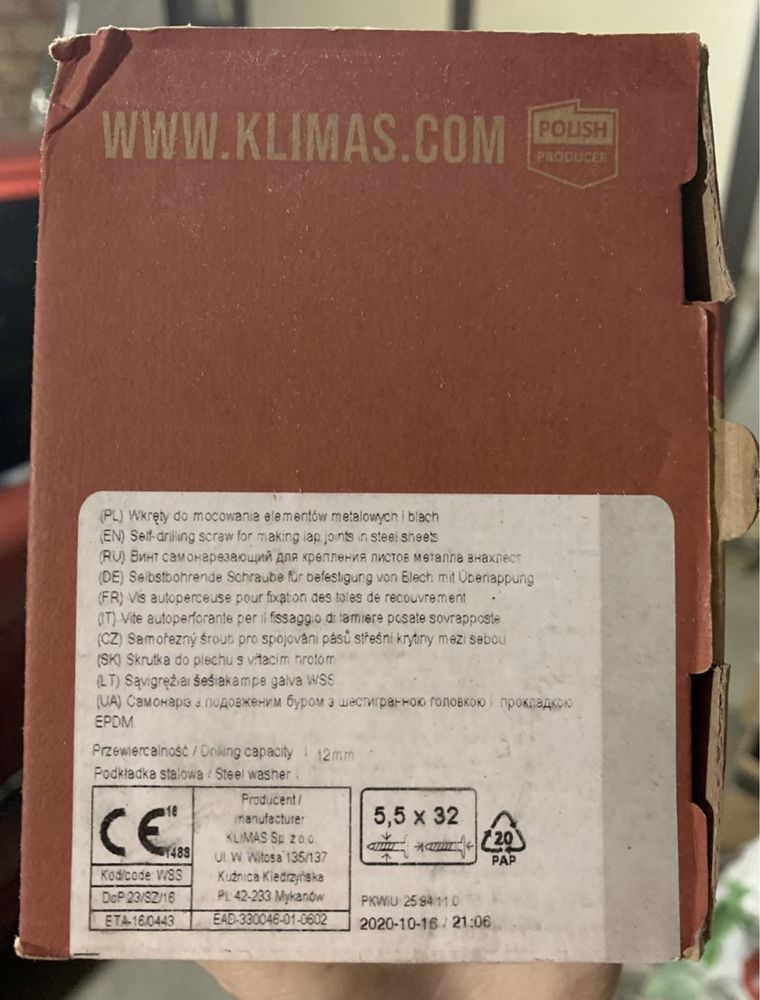 WWW.KLIMAS.COM
POLISH
PRODUCER
(PL) Wkręty do mocowania elementów metalowych i blach
(EN) Self-drilling screw for making lap joints in steel sheets
(RU) Винт самонарезающий для крепления листов металла внахлест
(DE) Selbstbohrende Schraube für befestigung von Blech mit Überlappung
(FR) Vis autoperceuse pour fixation des toles de recouvrement
(IT) Vite autoperforante per il fissaggio di lamiere posate sovrapposte
(CZ) Samořezný šroub pro spojování pásů střešní krytiny mezi sebou
(SK) Skrutka do plechu s vŕtacím hrotom
(LT) Savigręžiai šešiakampe galva WSS
(UA) Саморіз з подовженим буром з шестигранною головкою і прокладкою
EPDM
Przewiercalność / Drilling capacity 12mm
Podkładka stalowa / Steel washer
CE 16
1488
Kod/code WSS
DoP 23/SZ/16
ETA-16/0443
Producent /
manufacturer
KLIMAS Sp. z o.o.
Ul. W. Witosa 135/137
Kuźnica Kiedrzyńska
PL 42-233 Mykanów
EAD-330046-01-0602
5,5 x 32
20
PAP
PKWiU 25.94.11.0
2020-10-16 / 21:06